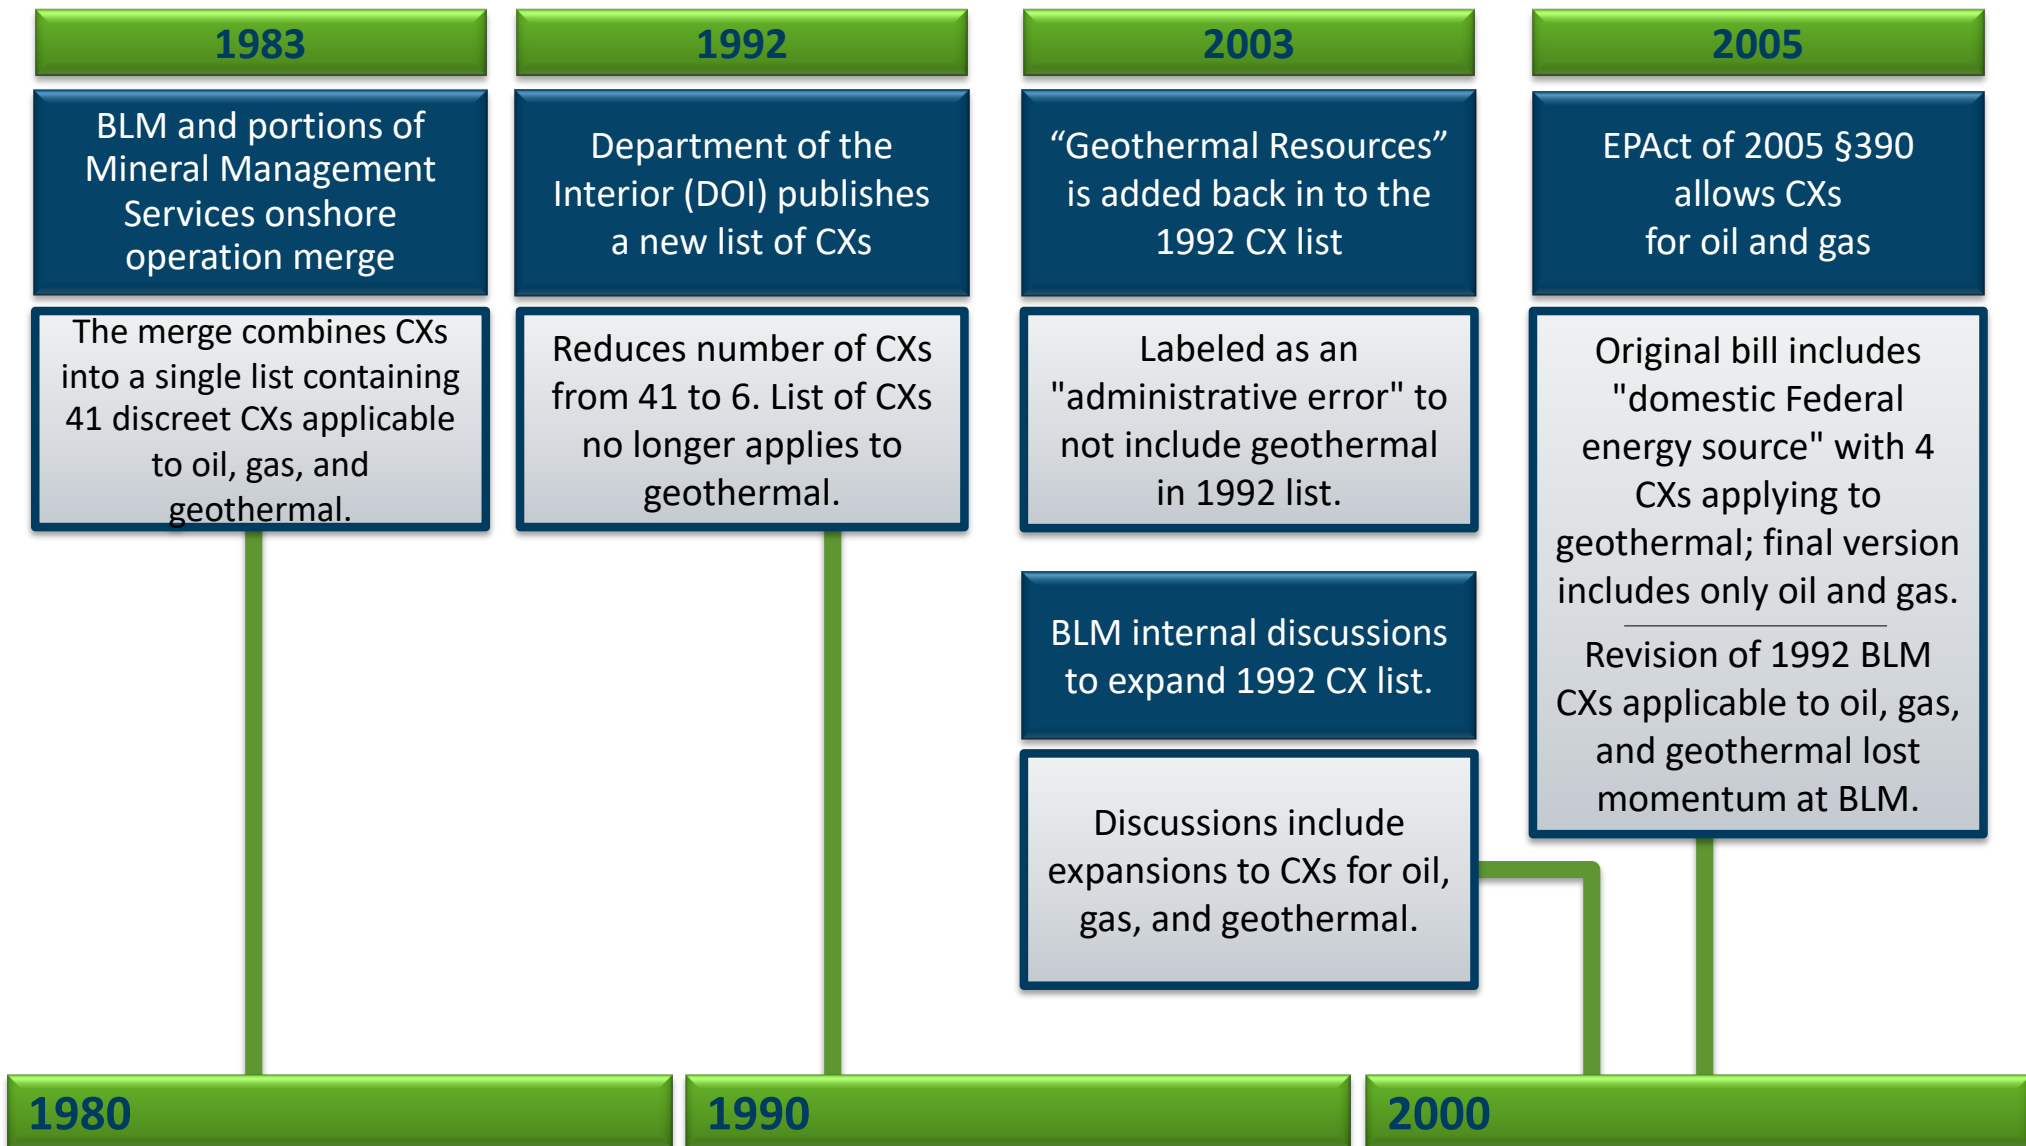 1983
BLM and portions of
Mineral Management
Services onshore
operation merge
The merge combines CXs
into a single list containing
41 discreet CXs applicable
to oil, gas, and
geothermal.
1992
Department of the
Interior (DOI) publishes
a new list of CXs
Reduces number of CXs
from 41 to 6. List of CXs
no longer applies to
geothermal.
2003
“Geothermal Resources”
is added back in to the
1992 CX list
Labeled as an
"administrative error" to
not include geothermal
in 1992 list.
BLM internal discussions
to expand 1992 CX list.
Discussions include
expansions to CXs for oil,
gas, and geothermal.
2005
EPAct of 2005 §390
allows CXs
for oil and gas
Original bill includes
"domestic Federal
energy source" with 4
CXs applying to
geothermal; final version
includes only oil and gas.
Revision of 1992 BLM
CXs applicable to oil, gas,
and geothermal lost
momentum at BLM.
1980
1990
2000